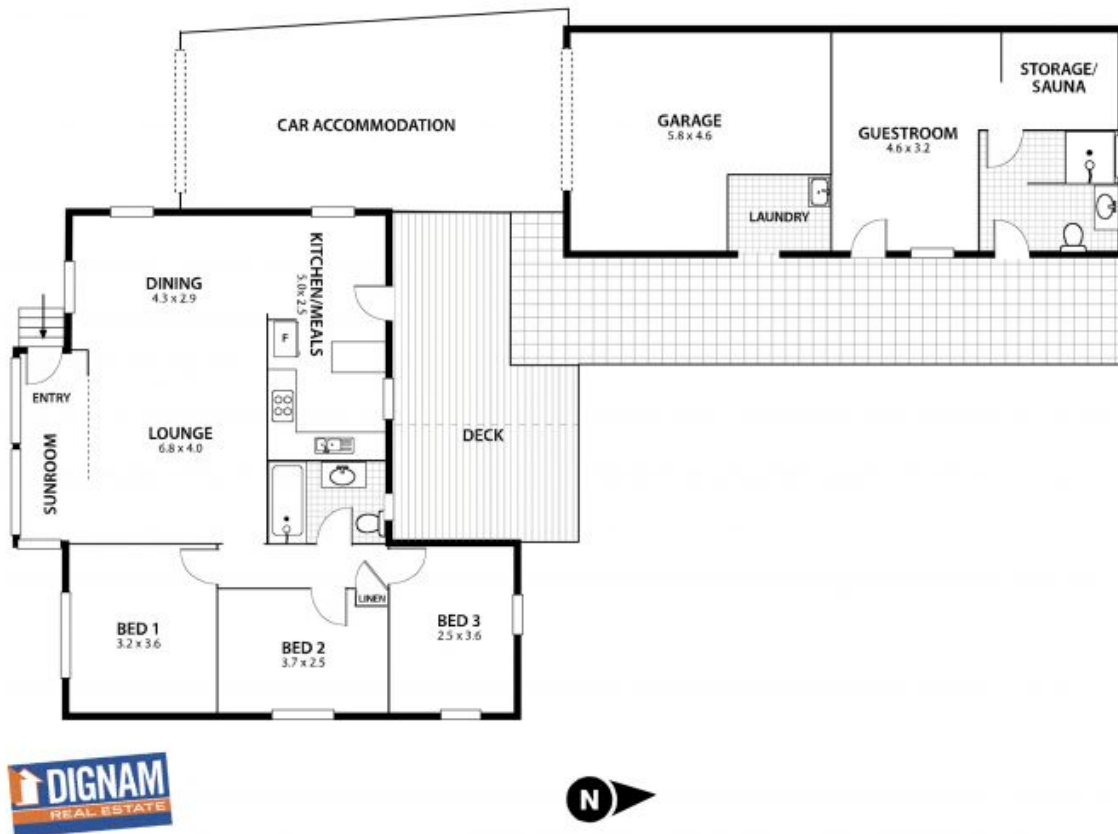 CAR ACCOMMODATION
GARAGE
5.8 x 4.6
GUESTROOM
4.6 x 3.2
STORAGE/
SAUNA
LAUNDRY
DINING
4.3 x 2.9
KITCHEN/MEALS
5.0x 2.5
F
ENTRY
SUNROOM
LOUNGE
6.8 x 4.0
DECK
LINEN
BED 1
3.2 x 3.6
BED 2
3.7 x 2.5
BED 3
2.5 x 3.6
DIGNAM
REAL ESTATE
N